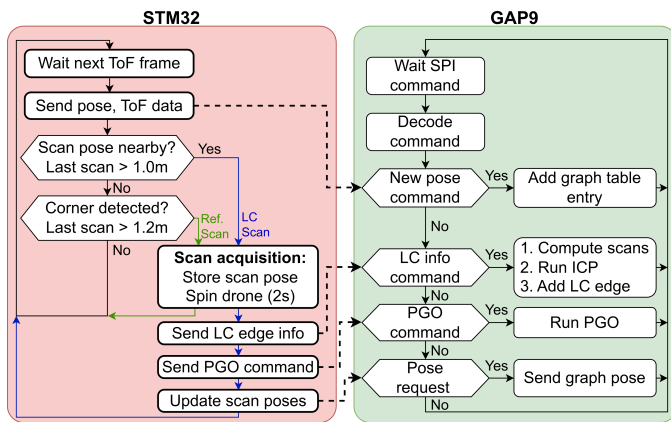 STM32
Wait next ToF frame
Send pose, ToF data
Scan pose nearby?
Last scan > 1.0m
Yes
No
Corner detected?
Last scan > 1.2m
Ref.
Scan
LC
Scan
No
Scan acquisition:
Store scan pose
Spin drone (2s)
Send LC edge info
Send PGO command
Update scan poses
GAP9
Wait SPI
command
Decode
command
New pose
command
Yes
Add graph table
entry
No
LC info
command
Yes
1. Compute scans
2. Run ICP
3. Add LC edge
No
PGO
command
Yes
Run PGO
No
Pose
request
Yes
Send graph pose
No